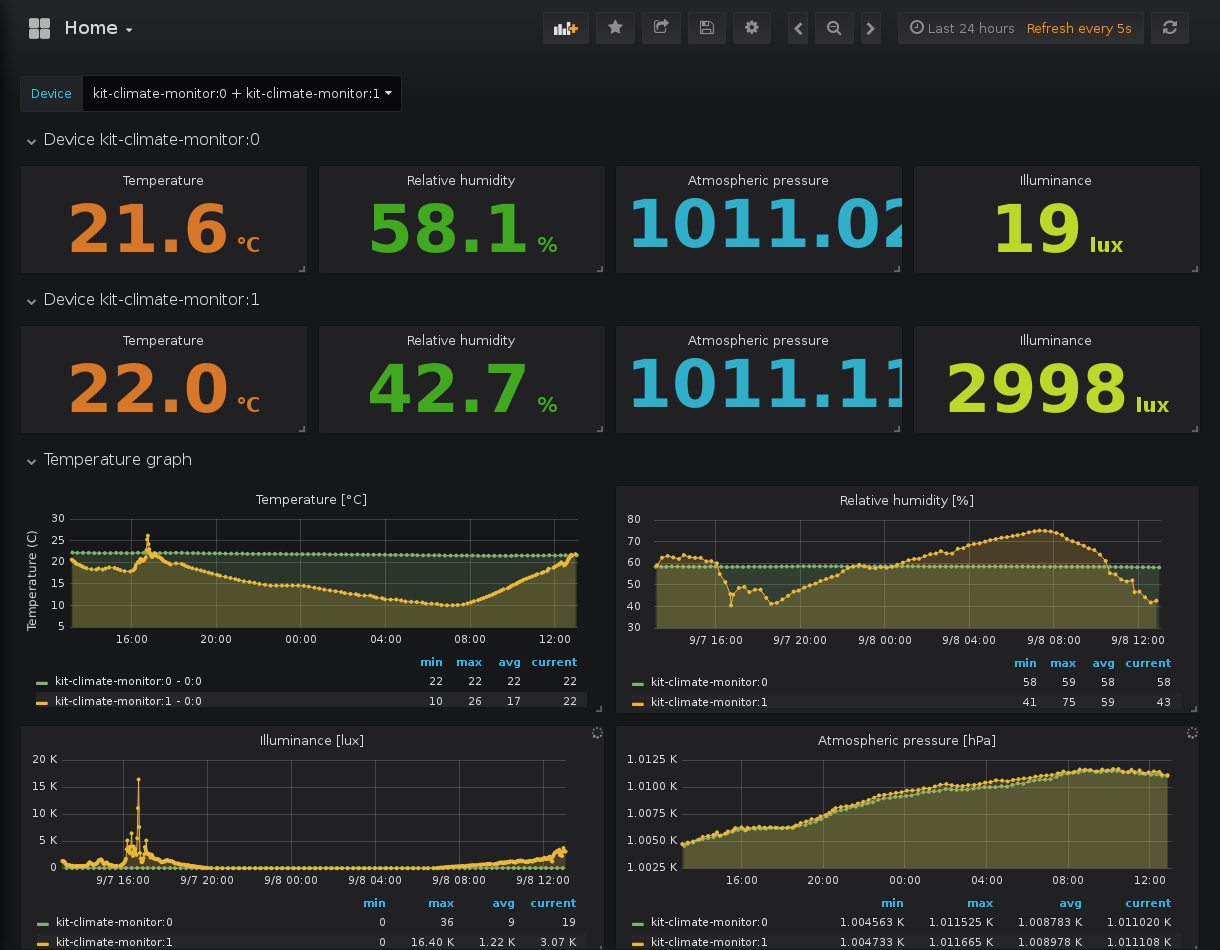 Home
Last 24 hours Refresh every 5s
Device kit-climate-monitor:0 + kit-climate-monitor:1
Device kit-climate-monitor:0
Temperature Relative humidity Atmospheric pressure Illuminance
21.6 °C 58.1 % 1011.02 19 lux
Device kit-climate-monitor:1
Temperature Relative humidity Atmospheric pressure Illuminance
22.0 °C 42.7 % 1011.11 2998 lux
Temperature graph
Temperature [°C]
Temperature (C)
30
25
20
15
10
5
16:00 20:00 00:00 04:00 08:00 12:00
min max avg current
kit-climate-monitor:0 - 0:0 22 22 22 22
kit-climate-monitor:1 - 0:0 10 26 17 22
Relative humidity [%]
80
70
60
50
40
30
9/7 16:00 9/7 20:00 9/8 00:00 9/8 04:00 9/8 08:00 9/8 12:00
min max avg current
kit-climate-monitor:0 58 59 58 58
kit-climate-monitor:1 41 75 59 43
Illuminance [lux]
20 K
15 K
10 K
5 K
0
9/7 16:00 9/7 20:00 9/8 00:00 9/8 04:00 9/8 08:00 9/8 12:00
min max avg current
kit-climate-monitor:0 0 36 9 19
kit-climate-monitor:1 0 16.40 K 1.22 K 3.07 K
Atmospheric pressure [hPa]
1.0125 K
1.0100 K
1.0075 K
1.0050 K
1.0025 K
16:00 20:00 00:00 04:00 08:00 12:00
min max avg current
kit-climate-monitor:0 1.004563 K 1.011525 K 1.008783 K 1.011020 K
kit-climate-monitor:1 1.004733 K 1.011665 K 1.008978 K 1.011108 K